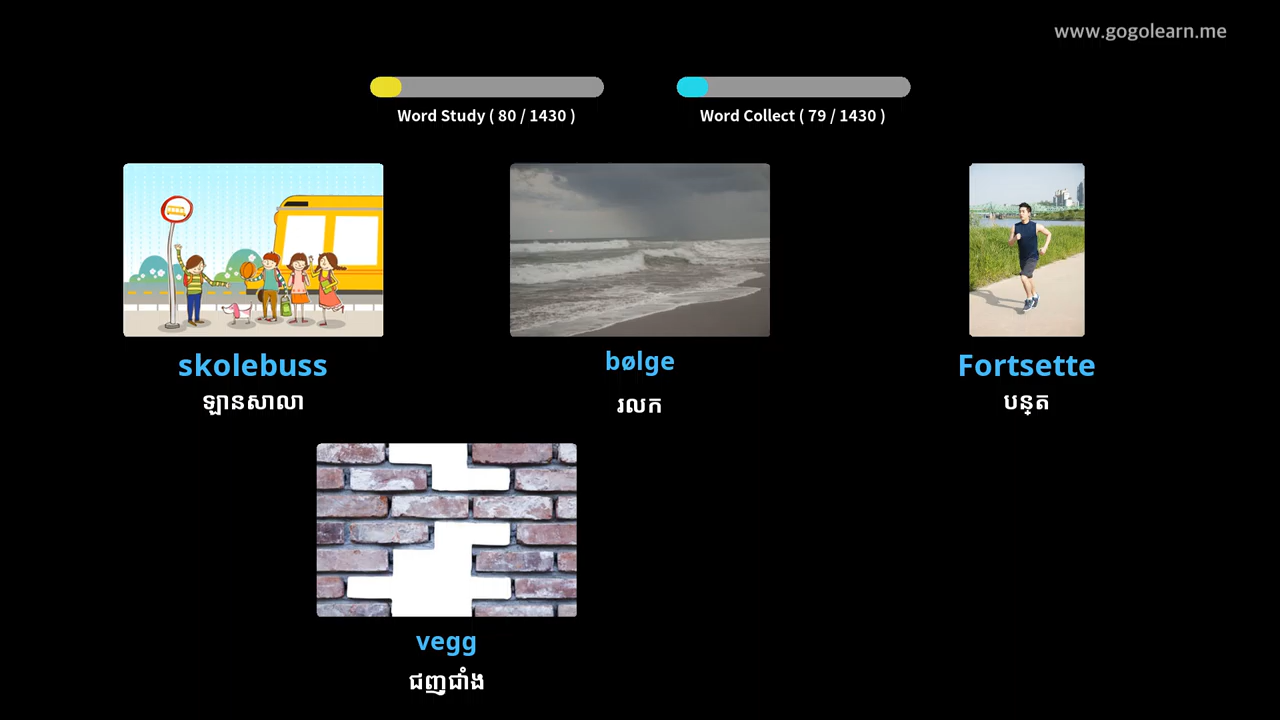 www.gogolearn.me
Word Study ( 80 / 1430 )
Word Collect ( 79 / 1430 )
skolebuss
ឡានសាលា
bølge
រលក
Fortsette
បន្ត
vegg
ជញ្ជាំង